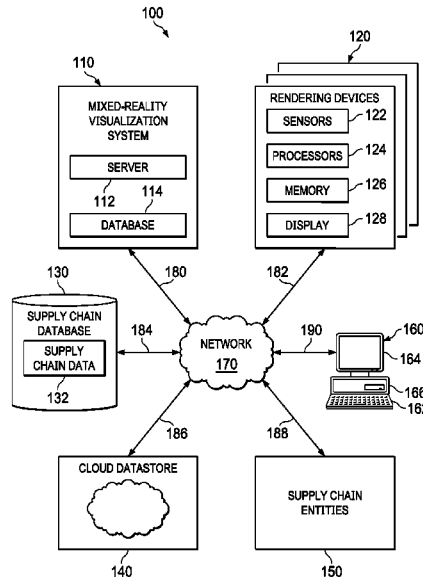 100
110
MIXED-REALITY
VISUALIZATION
SYSTEM
SERVER
112
114
DATABASE
120
RENDERING DEVICES
SENSORS
122
PROCESSORS
124
MEMORY
126
DISPLAY
128
180
182
130
SUPPLY CHAIN
DATABASE
SUPPLY
CHAIN DATA
132
184
NETWORK
170
190
160
164
166
162
186
188
CLOUD DATASTORE
140
SUPPLY CHAIN
ENTITIES
150